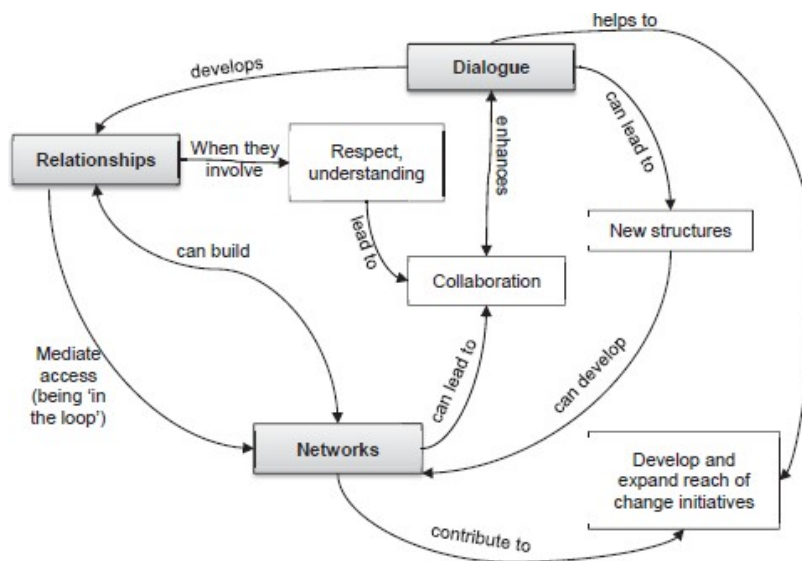 helps to
Dialogue
develops
can lead to
Relationships
When they
involve
Respect,
understanding
enhances
lead to
New structures
can build
Collaboration
Mediate
access
(being ‘in
the loop’)
can lead to
can develop
Networks
Develop and
expand reach of
change initiatives
contribute to